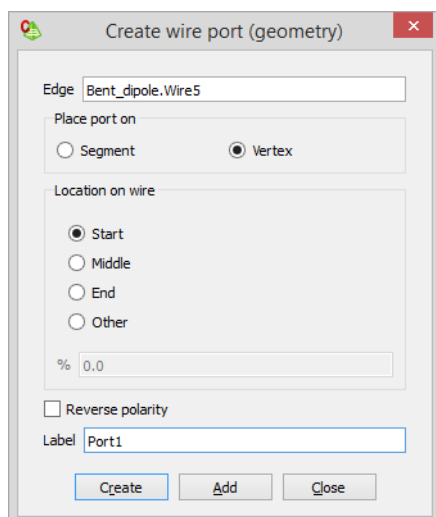 Create wire port (geometry)
Edge Bent_dipole.Wire5
Place port on
Segment Vertex
Location on wire
Start
Middle
End
Other
% 0.0
Reverse polarity
Label Port1
Create Add Close